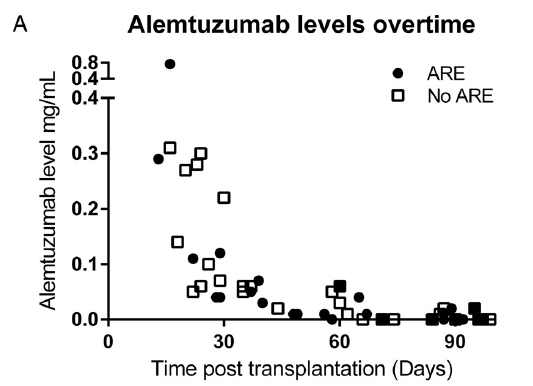 A
Alemtuzumab levels overtime
Alemtuzumab level mg/mL
0.8
0.4
0.4
0.3
0.2
0.1
0.0
0
30
60
90
Time post transplantation (Days)
ARE
No ARE